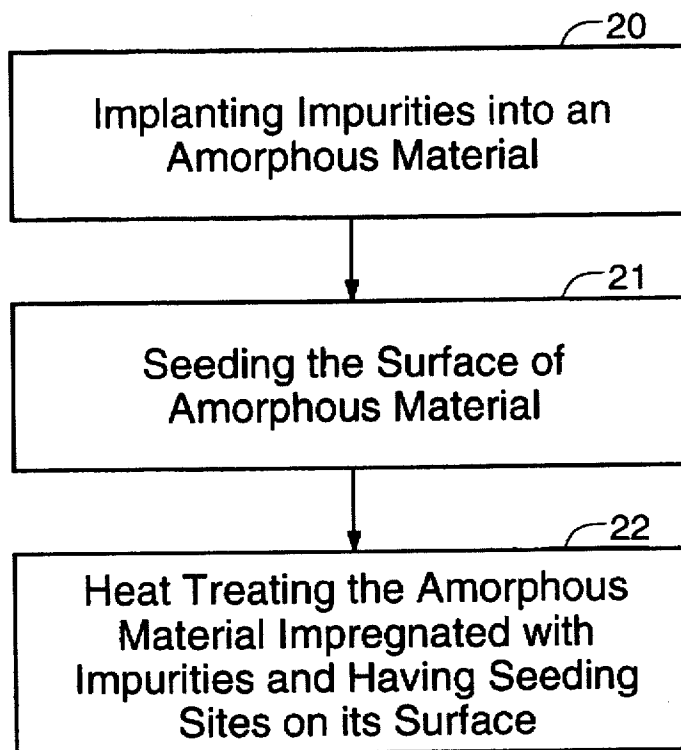 20
Implanting Impurities into an
Amorphous Material
21
Seeding the Surface of
Amorphous Material
22
Heat Treating the Amorphous
Material Impregnated with
Impurities and Having Seeding
Sites on its Surface